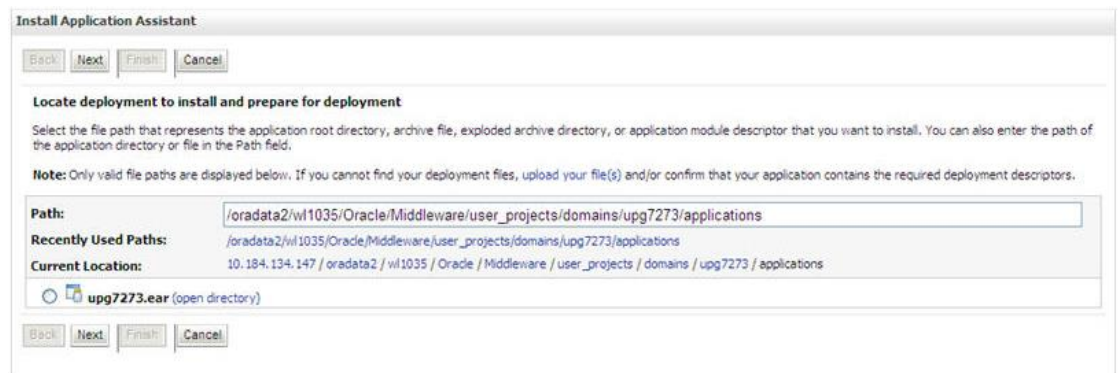 Install Application Assistant
Back Next Finish Cancel
Locate deployment to install and prepare for deployment
Select the file path that represents the application root directory, archive file, exploded archive directory, or application module descriptor that you want to install. You can also enter the path of
the application directory or file in the Path field.
Note: Only valid file paths are displayed below. If you cannot find your deployment files, upload your file(s) and/or confirm that your application contains the required deployment descriptors.
Path: /oradata2/wl1035/Oracle/Middleware/user_projects/domains/upg7273/applications
Recently Used Paths: /oradata2/wl1035/Oracle/Middleware/user_projects/domains/upg7273/applications
Current Location: 10.184.134.147 / oradata2 / wl1035 / Oracle / Middleware / user_projects / domains / upg7273 / applications
upg7273.ear (open directory)
Back Next Finish Cancel